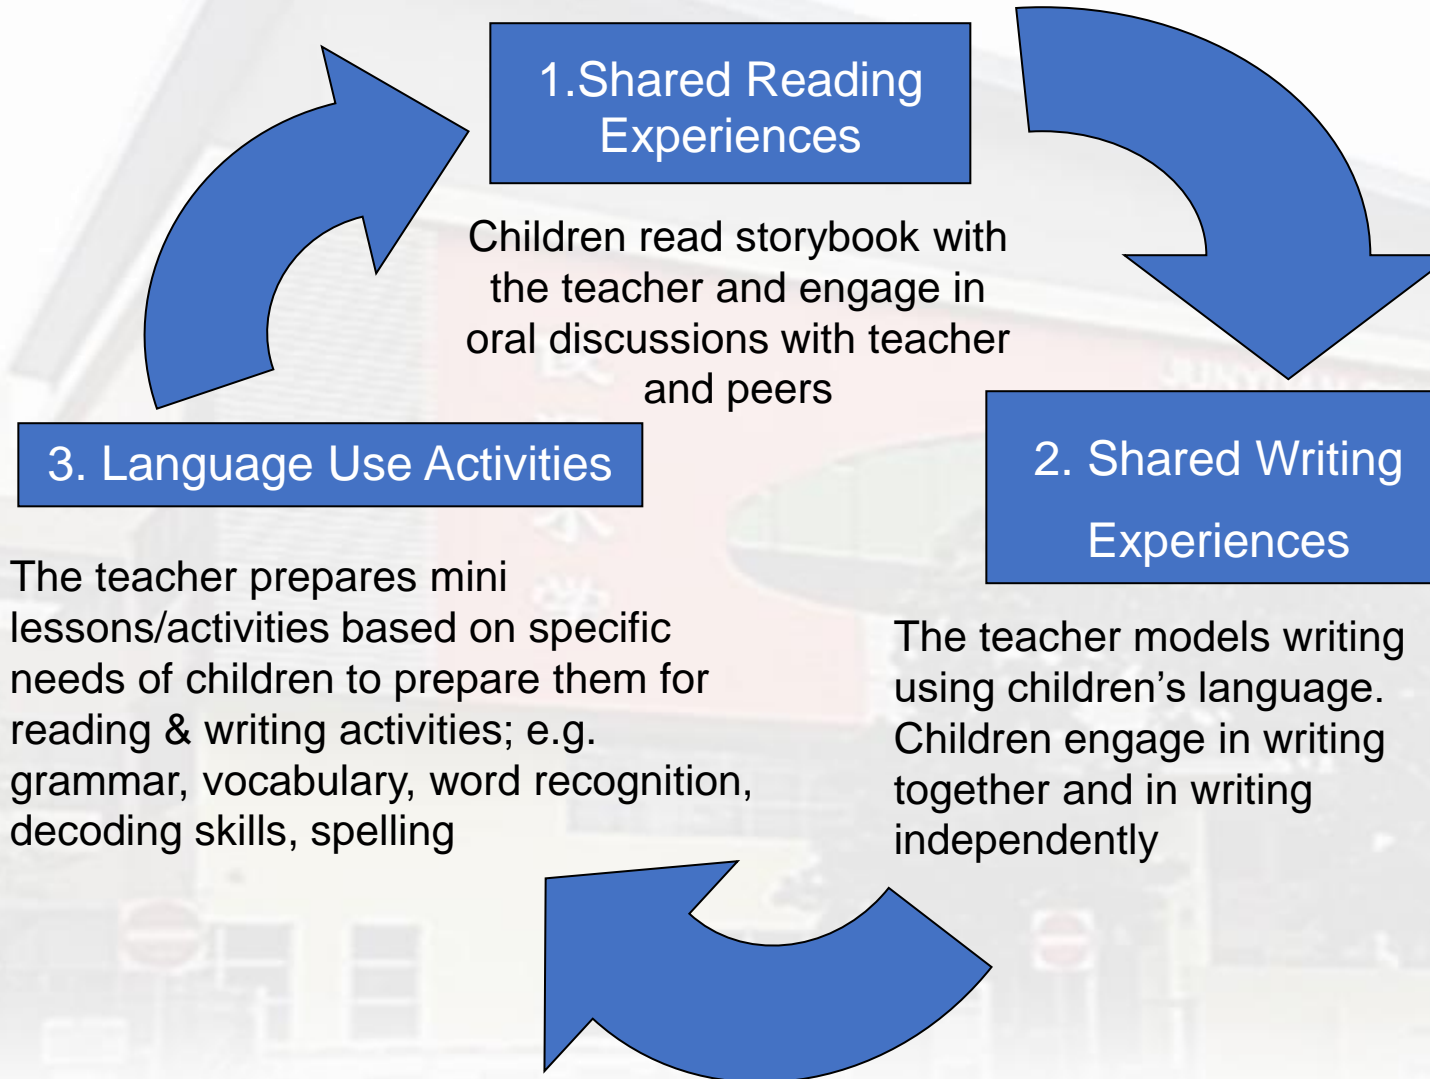 1.Shared Reading
Experiences
Children read storybook with
the teacher and engage in
oral discussions with teacher
and peers
2. Shared Writing
Experiences
The teacher models writing
using children’s language.
Children engage in writing
together and in writing
independently
3. Language Use Activities
The teacher prepares mini
lessons/activities based on specific
needs of children to prepare them for
reading & writing activities; e.g.
grammar, vocabulary, word recognition,
decoding skills, spelling